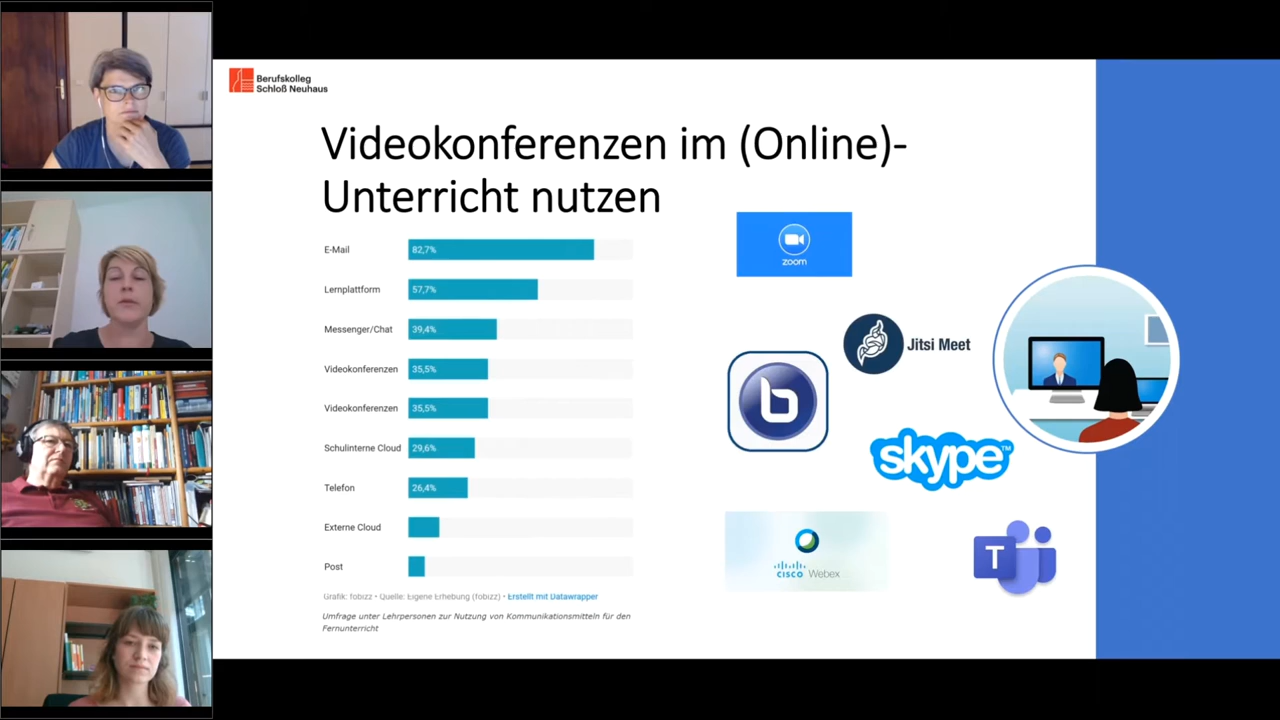 Berufskolleg
Schloß Neuhaus
Videokonferenzen im (Online)-
Unterricht nutzen
E-Mail 82,7%
Lernplattform 57,7%
Messenger/Chat 39,4%
Videokonferenzen 35,5%
Videokonferenzen 35,5%
Schulinterne Cloud 29,6%
Telefon 26,4%
Externe Cloud
Post
Grafik: fobizz • Quelle: Eigene Erhebung (fobizz) • Erstellt mit Datawrapper
Umfrage unter Lehrpersonen zur Nutzung von Kommunikationsmitteln für den
Fernunterricht
zoom
Jitsi Meet
b
skype™
CISCO Webex
T